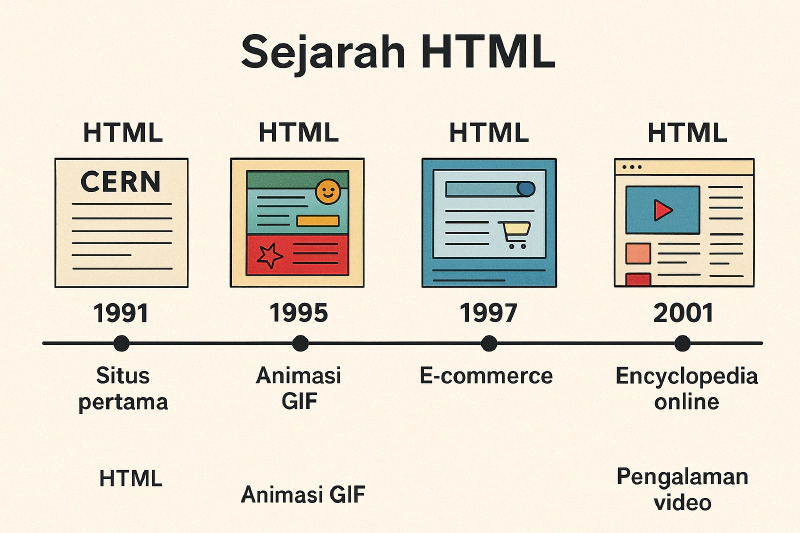 Sejarah HTML
HTML
HTML
HTML
HTML
CERN
1991
1995
1997
2001
Situs
pertama
Animasi
GIF
E-commerce
Encyclopedia
online
HTML
Animasi GIF
Pengalaman
video